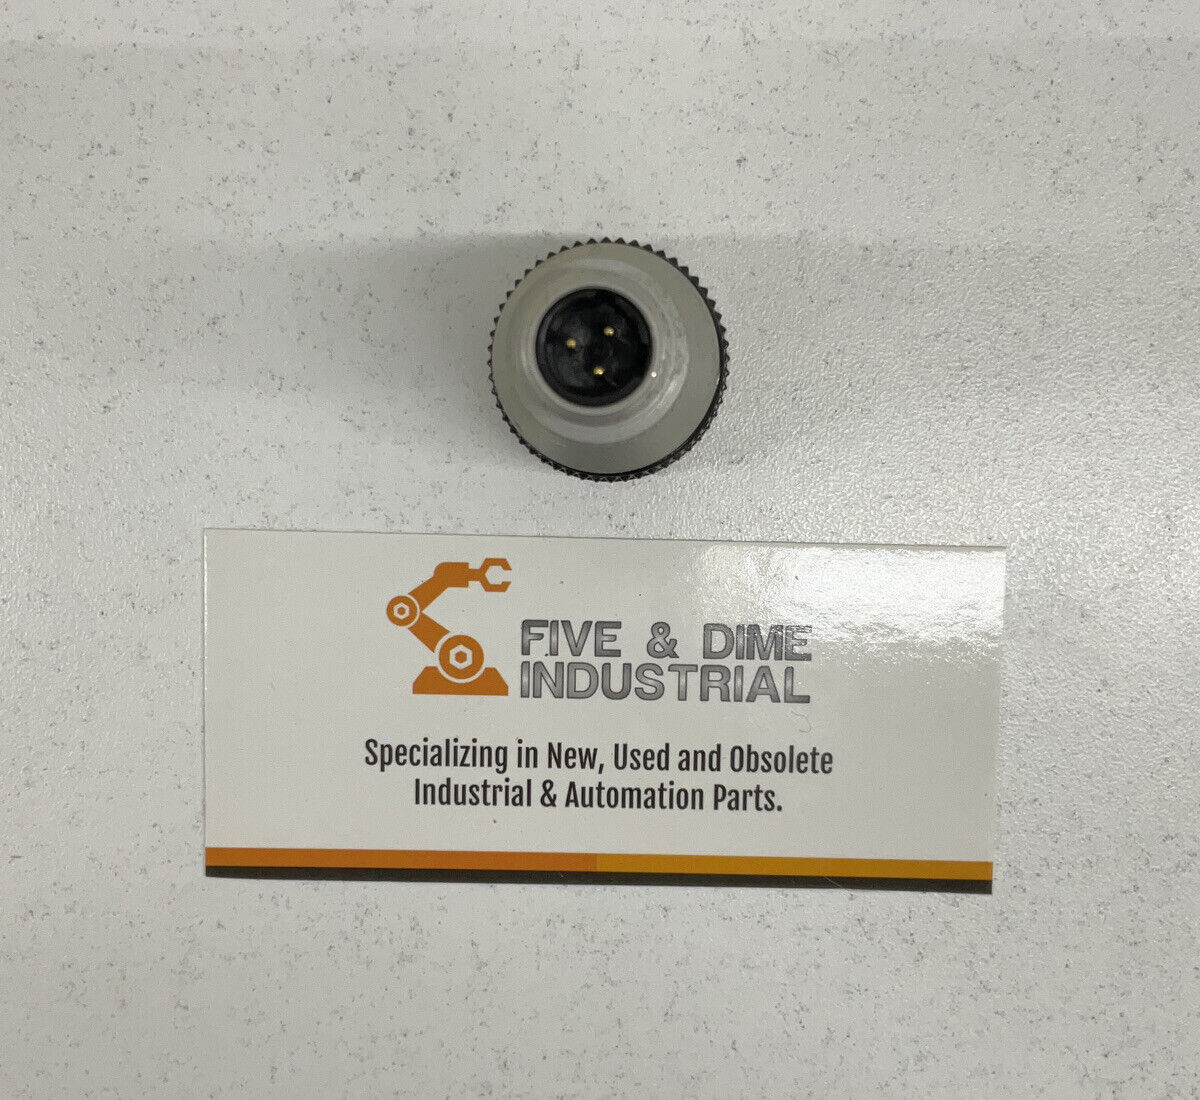 FIVE & DIME
INDUSTRIAL
Specializing in New, Used and Obsolete
Industrial & Automation Parts.